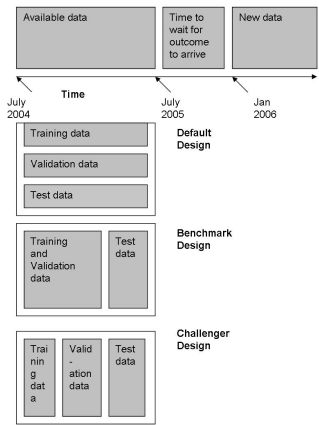 Available data
Time to
wait for
outcome
to arrive
New data
Time
July
2004
July
2005
Jan
2006
Training data
Validation data
Test data
Default
Design
Training
and
Validation
data
Test
data
Benchmark
Design
Trai
nin
g
dat
a
Valid
-
ation
data
Test
data
Challenger
Design